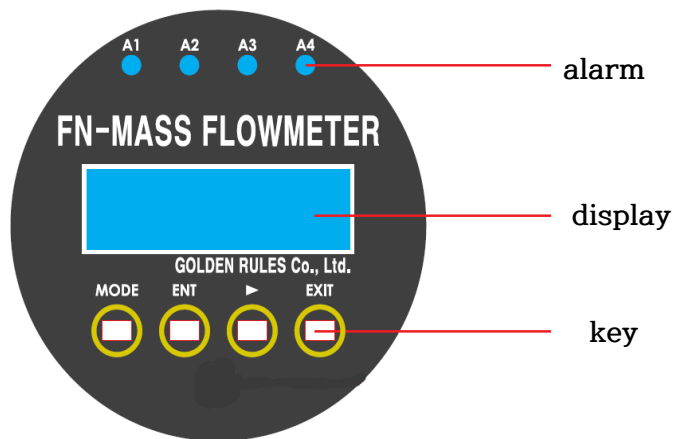 A1 A2 A3 A4
alarm
FN-MASS FLOWMETER
display
GOLDEN RULES Co., Ltd.
MODE ENT ► EXIT
key